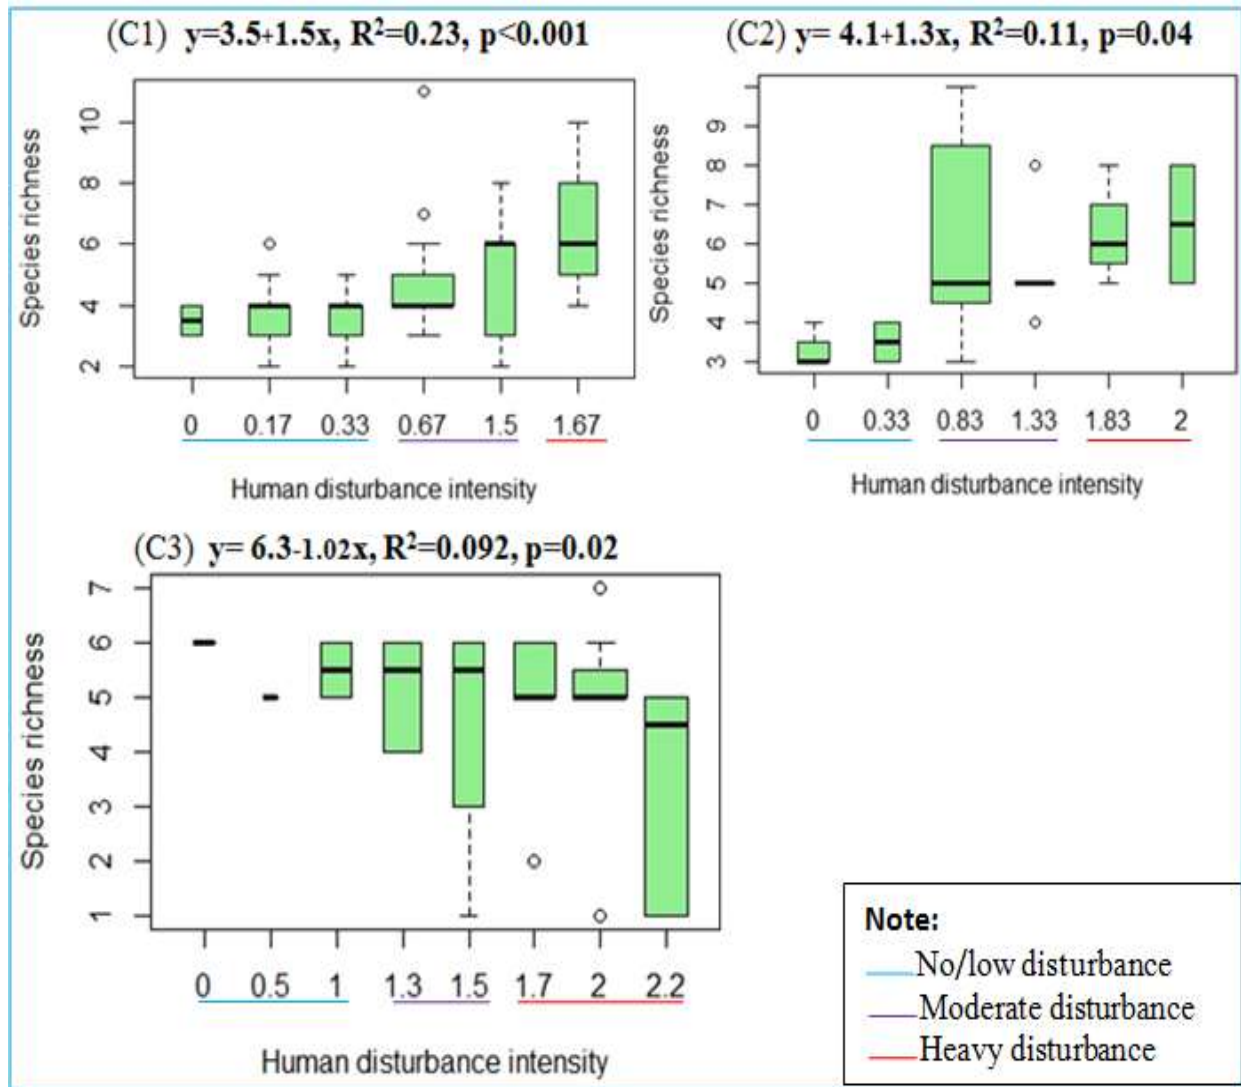 (C1) y=3.5+1.5x, R²=0.23, p<0.001
Species richness
10
8
6
4
2
0 0.17 0.33 0.67 1.5 1.67
Human disturbance intensity
(C2) y= 4.1+1.3x, R²=0.11, p=0.04
Species richness
9
8
7
6
5
4
3
0 0.33 0.83 1.33 1.83 2
Human disturbance intensity
(C3) y= 6.3-1.02x, R²=0.092, p=0.02
Species richness
7
6
5
4
3
2
1
0 0.5 1 1.3 1.5 1.7 2 2.2
Human disturbance intensity
Note:
No/low disturbance
Moderate disturbance
Heavy disturbance